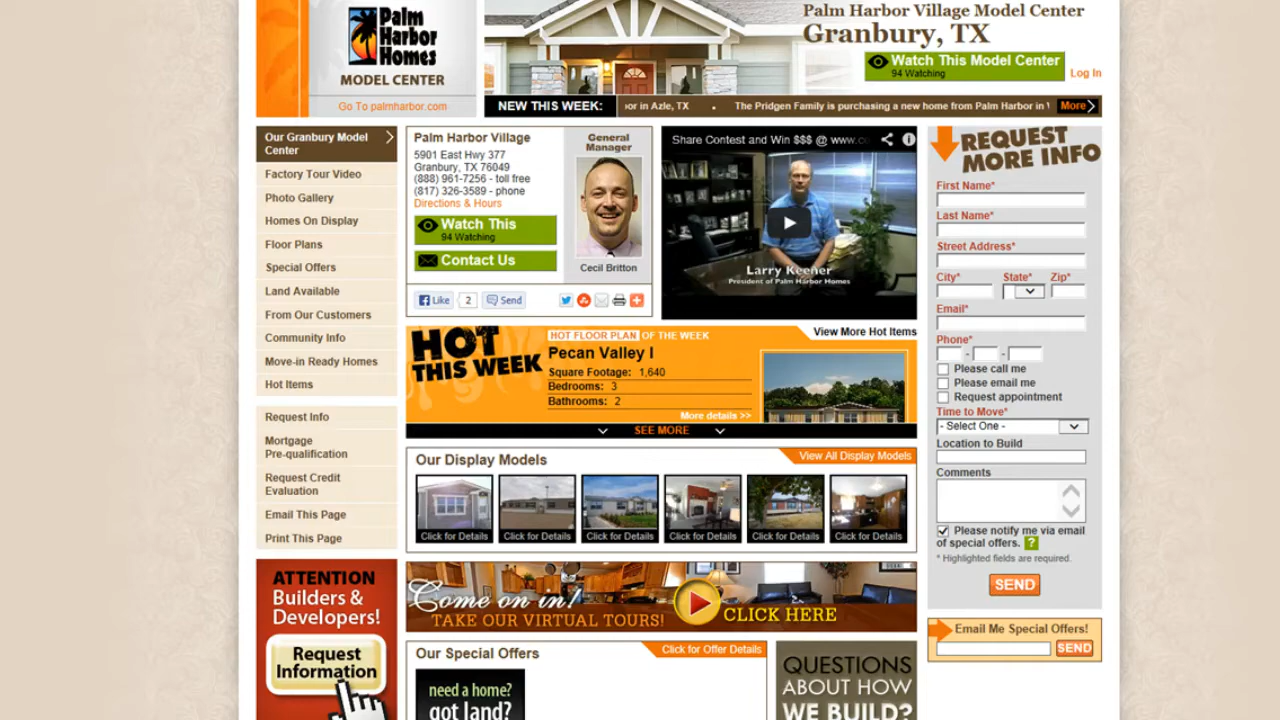 Palm
Harbor
Homes
MODEL CENTER
Go To palmharbor.com
Palm Harbor Village Model Center
Granbury, TX
Watch This Model Center
94 Watching
Log In
NEW THIS WEEK:
or in Azle, TX • The Pridgen Family is purchasing a new home from Palm Harbor in
More
Our Granbury Model
Center
Factory Tour Video
Photo Gallery
Homes On Display
Floor Plans
Special Offers
Land Available
From Our Customers
Community Info
Move-in Ready Homes
Hot Items
Request Info
Mortgage
Pre-qualification
Request Credit
Evaluation
Email This Page
Print This Page
ATTENTION
Builders &
Developers!
Request
Information
Palm Harbor Village
5901 East Hwy 377
Granbury, TX 76049
(888) 961-7256 - toll free
(817) 326-3589 - phone
Directions & Hours
Watch This
94 Watching
Contact Us
General
Manager
Cecil Britton
Like
2
Send
Share Contest and Win $$$ @ www.co
Larry Keener
President of Palm Harbor Homes
HOT
THIS WEEK
HOT FLOOR PLAN OF THE WEEK
View More Hot Items
Pecan Valley I
Square Footage: 1,640
Bedrooms: 3
Bathrooms: 2
More details >>
SEE MORE
Our Display Models
View All Display Models
Click for Details
Click for Details
Click for Details
Click for Details
Click for Details
Click for Details
Come on in!
TAKE OUR VIRTUAL TOURS!
CLICK HERE
Our Special Offers
Click for Offer Details
need a home?
got land?
QUESTIONS
ABOUT HOW
WE BUILD?
REQUEST
MORE INFO
First Name*
Last Name*
Street Address*
City* State* Zip*
Email*
Phone*
- -
Please call me
Please email me
Request appointment
Time to Move*
- Select One -
Location to Build
Comments
Please notify me via email
of special offers. ?
* Highlighted fields are required.
SEND
Email Me Special Offers!
SEND